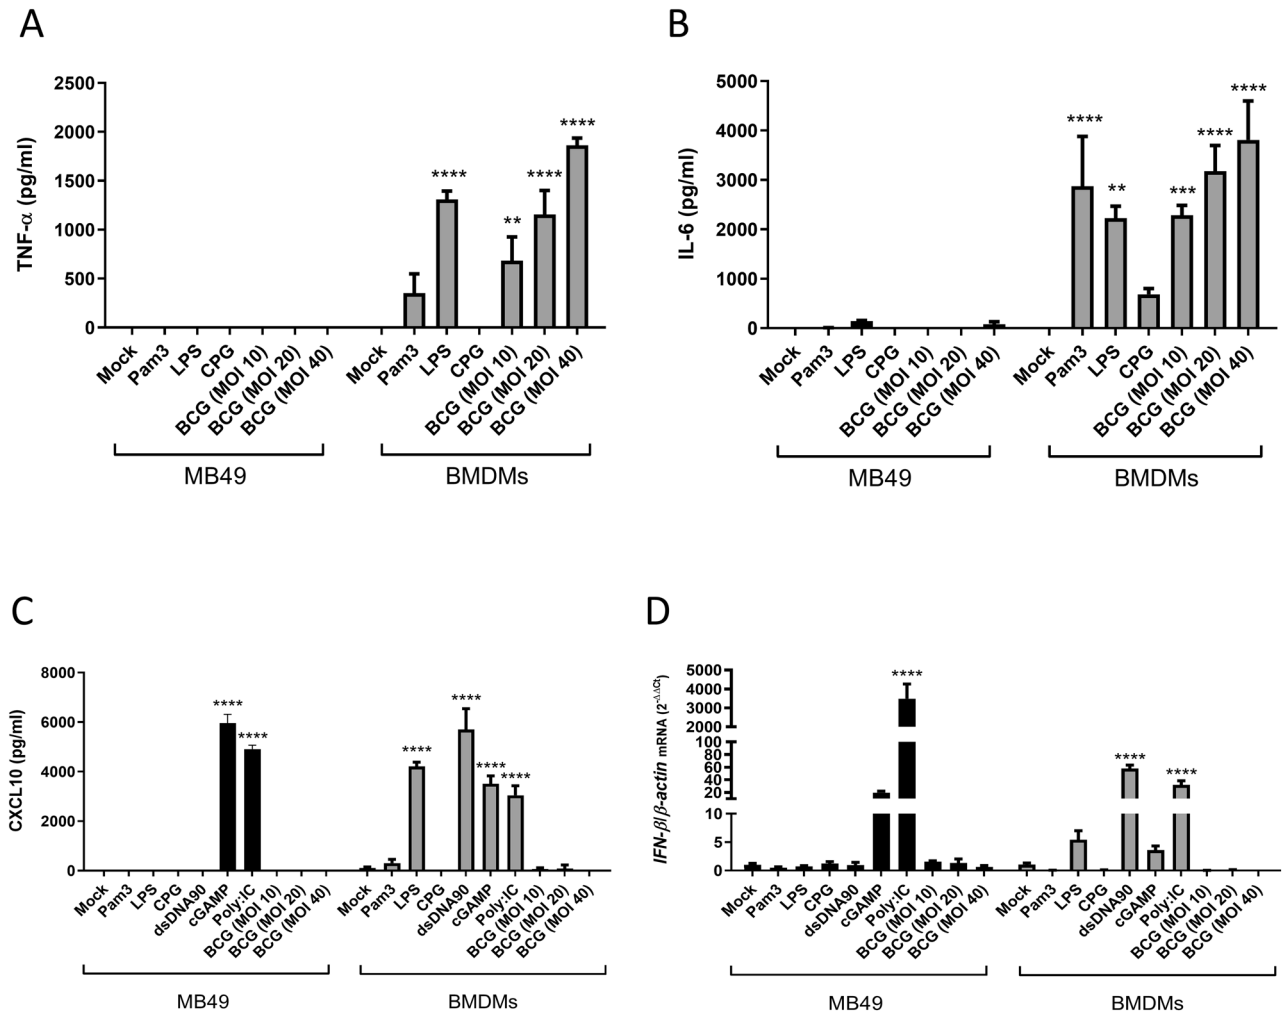 A
TNF-α (pg/ml)
2500
2000
1500
1000
500
0
** **** **** ****
Mock Pam3 LPS CPG BCG (MOI 10) BCG (MOI 20) BCG (MOI 40) Mock Pam3 LPS CPG BCG (MOI 10) BCG (MOI 20) BCG (MOI 40)
MB49 BMDMs
B
IL-6 (pg/ml)
5000
4000
3000
2000
1000
0
**** ** *** **** ****
Mock Pam3 LPS CPG BCG (MOI 10) BCG (MOI 20) BCG (MOI 40) Mock Pam3 LPS CPG BCG (MOI 10) BCG (MOI 20) BCG (MOI 40)
MB49 BMDMs
C
CXCL10 (pg/ml)
8000
6000
4000
2000
0
**** **** **** **** **** ****
Mock Pam3 LPS CPG dsDNA90 cGAMP Poly:IC BCG (MOI 10) BCG (MOI 20) BCG (MOI 40) Mock Pam3 LPS CPG dsDNA90 cGAMP Poly:IC BCG (MOI 10) BCG (MOI 20) BCG (MOI 40)
MB49 BMDMs
D
IFN-β/β-actin mRNA (2-ΔΔCt)
5000
4000
3000
2000
100
80
60
40
20
10
5
0
**** **** ****
Mock Pam3 LPS CPG dsDNA90 cGAMP Poly:IC BCG (MOI 10) BCG (MOI 20) BCG (MOI 40) Mock Pam3 LPS CPG dsDNA90 cGAMP Poly:IC BCG (MOI 10) BCG (MOI 20) BCG (MOI 40)
MB49 BMDMs